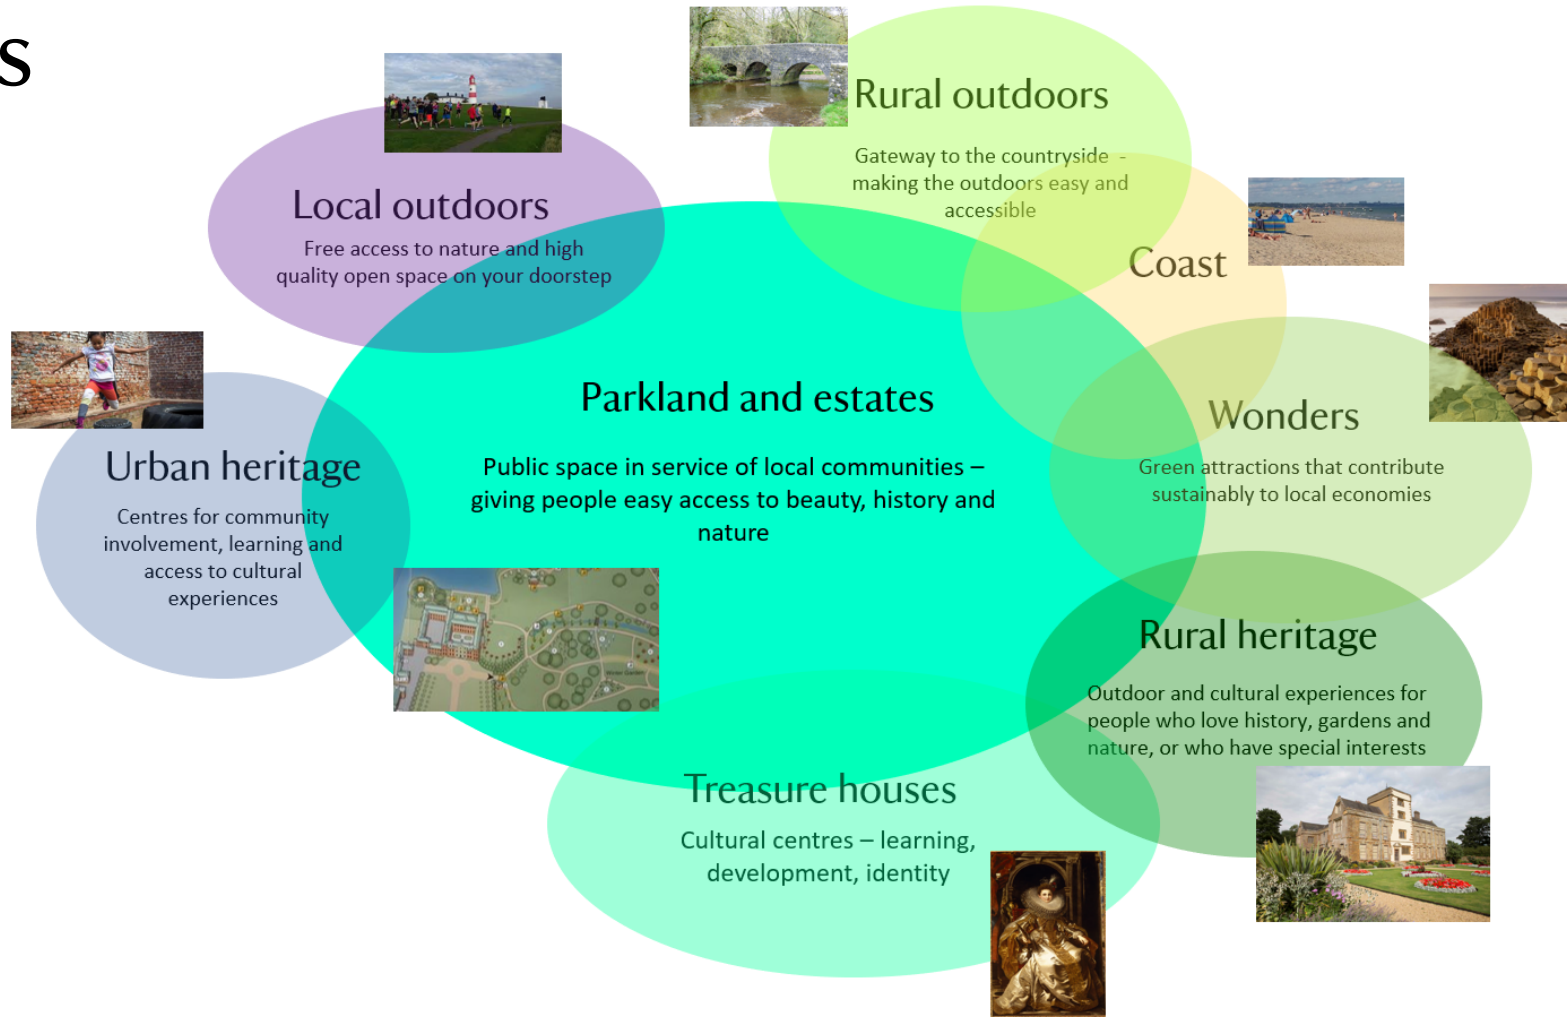 s
Rural outdoors
Gateway to the countryside -
making the outdoors easy and
accessible
Local outdoors
Free access to nature and high
quality open space on your doorstep
Coast
Parkland and estates
Public space in service of local communities –
giving people easy access to beauty, history and
nature
Wonders
Green attractions that contribute
sustainably to local economies
Urban heritage
Centres for community
involvement, learning and
access to cultural
experiences
Rural heritage
Outdoor and cultural experiences for
people who love history, gardens and
nature, or who have special interests
Treasure houses
Cultural centres – learning,
development, identity